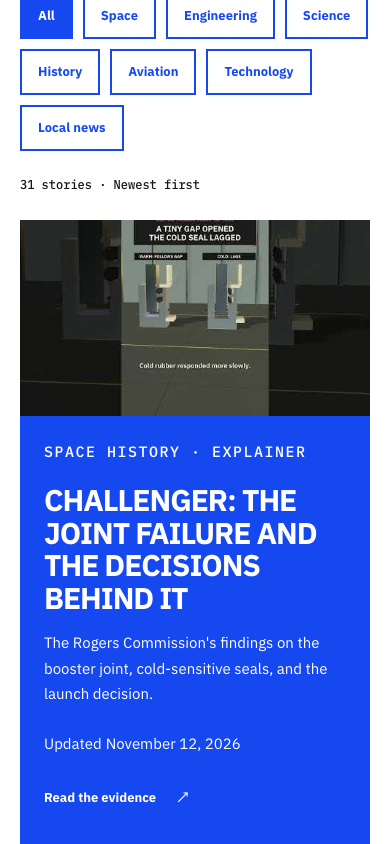 All
Space
Engineering
Science
History
Aviation
Technology
Local news
31 stories · Newest first
A TINY GAP OPENED
THE COLD SEAL LAGGED
WARM: FOLLOWS GAP
COLD: LAGS
Cold rubber responded more slowly.
SPACE HISTORY · EXPLAINER
CHALLENGER: THE
JOINT FAILURE AND
THE DECISIONS
BEHIND IT
The Rogers Commission's findings on the
booster joint, cold-sensitive seals, and the
launch decision.
Updated November 12, 2026
Read the evidence ↗